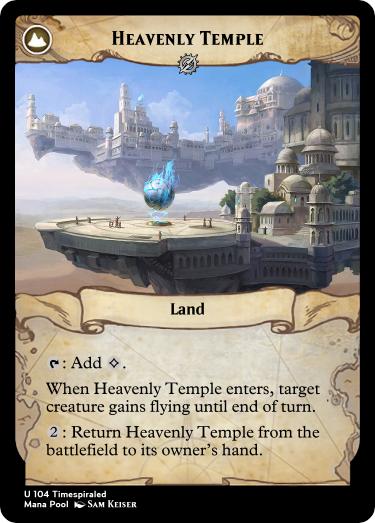 Heavenly Temple
Land
: Add .
When Heavenly Temple enters, target
creature gains flying until end of turn.
2 : Return Heavenly Temple from the
battlefield to its owner's hand.
U 104 Timespiraled
Mana Pool Sam Keiser